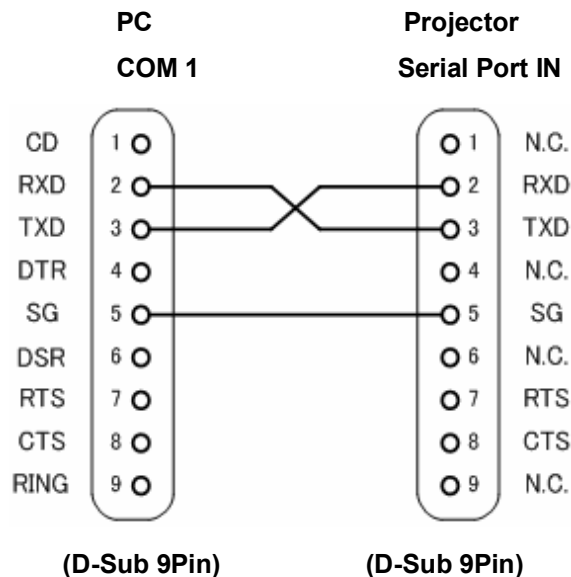 PC Projector
COM 1 Serial Port IN
CD 1 1 N.C.
RXD 2 2 RXD
TXD 3 3 TXD
DTR 4 4 N.C.
SG 5 5 SG
DSR 6 6 N.C.
RTS 7 7 RTS
CTS 8 8 CTS
RING 9 9 N.C.
(D-Sub 9Pin) (D-Sub 9Pin)